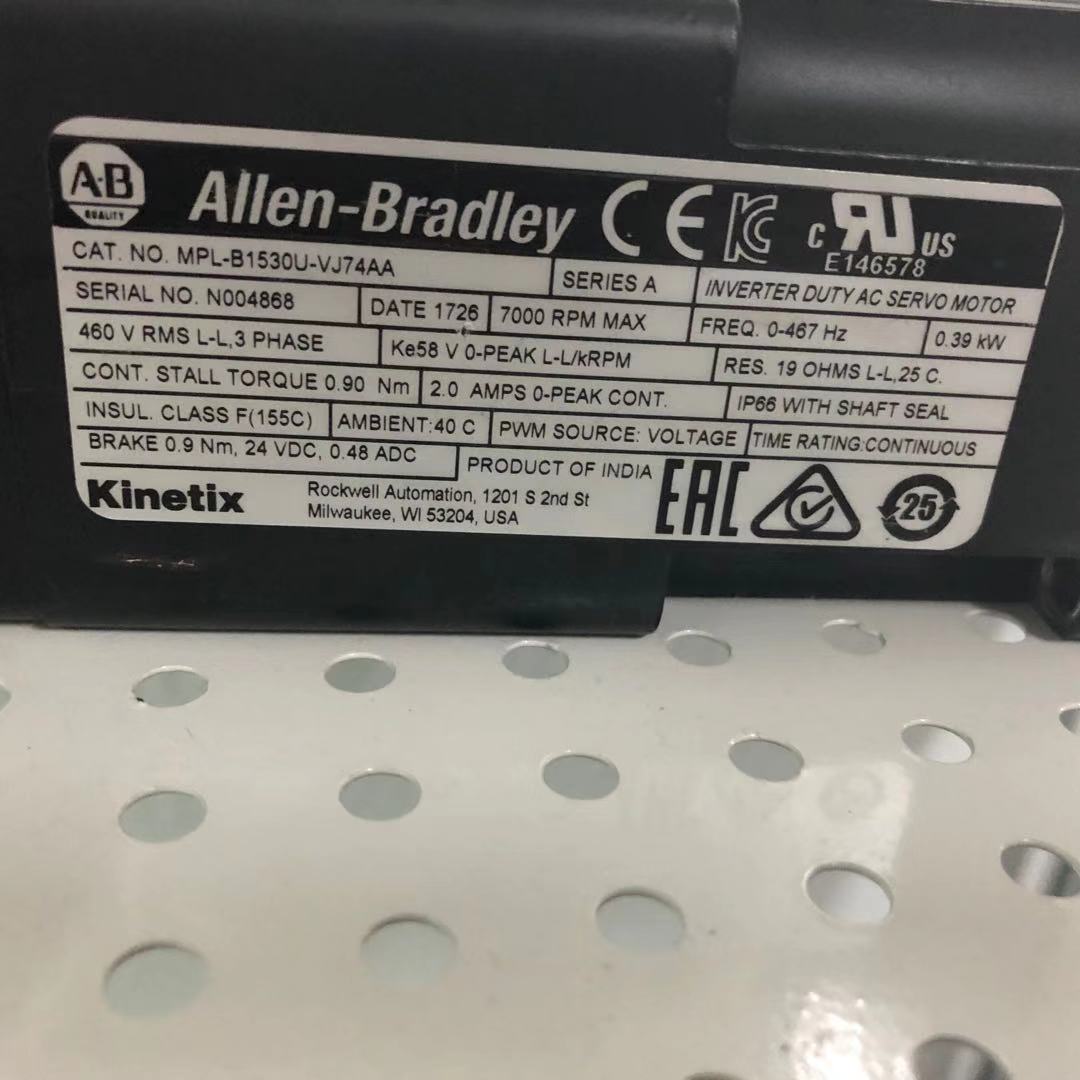 A·B QUALITY
Allen-Bradley CE KC cRUus
E146578
CAT. NO. MPL-B1530U-VJ74AA SERIES A INVERTER DUTY AC SERVO MOTOR
SERIAL NO. N004868 DATE 1726 7000 RPM MAX FREQ. 0-467 Hz 0.39 kW
460 V RMS L-L,3 PHASE Ke58 V 0-PEAK L-L/kRPM RES. 19 OHMS L-L,25 C.
CONT. STALL TORQUE 0.90 Nm 2.0 AMPS 0-PEAK CONT. IP66 WITH SHAFT SEAL
INSUL. CLASS F(155C) AMBIENT:40 C PWM SOURCE: VOLTAGE TIME RATING:CONTINUOUS
BRAKE 0.9 Nm, 24 VDC, 0.48 ADC PRODUCT OF INDIA EAC 25
Kinetix Rockwell Automation, 1201 S 2nd St
Milwaukee, WI 53204, USA